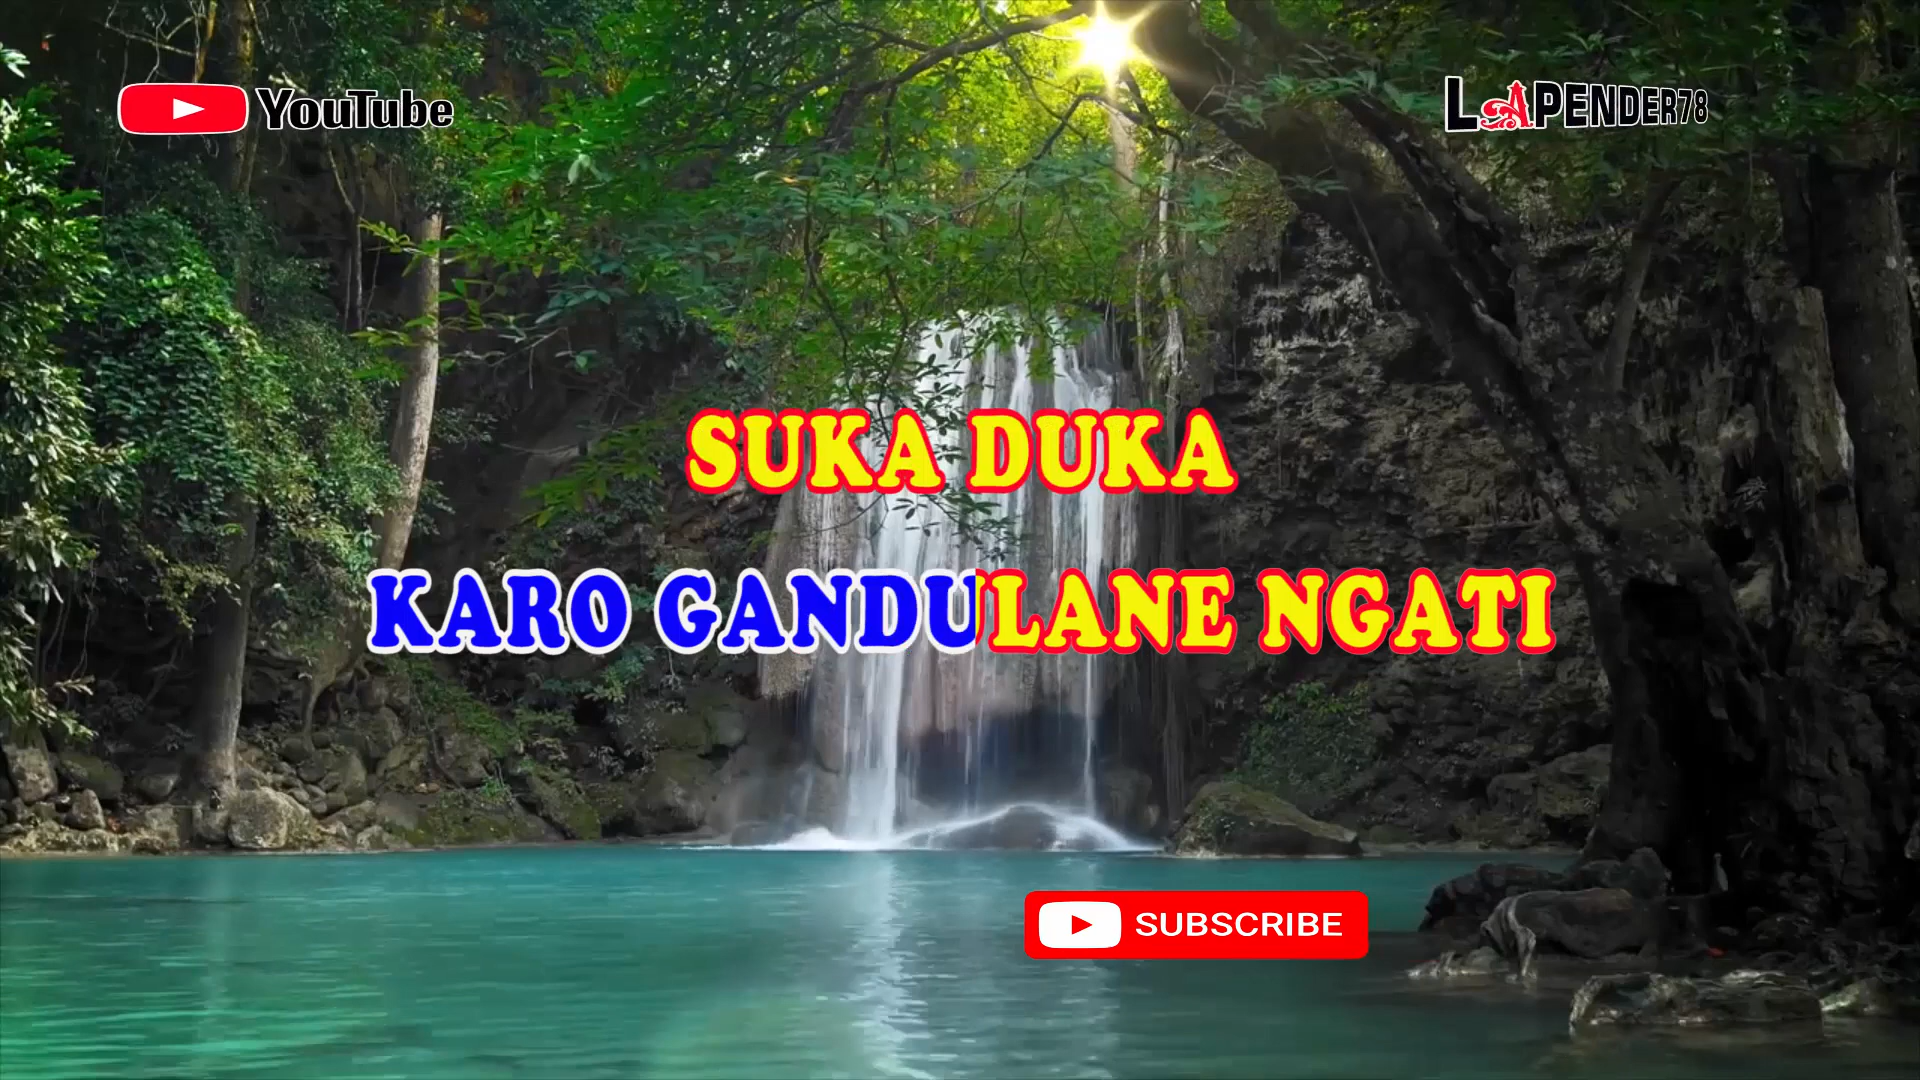 YouTube
LAPENDER78
SUKA DUKA
KARO GANDULANE NGATI
SUBSCRIBE